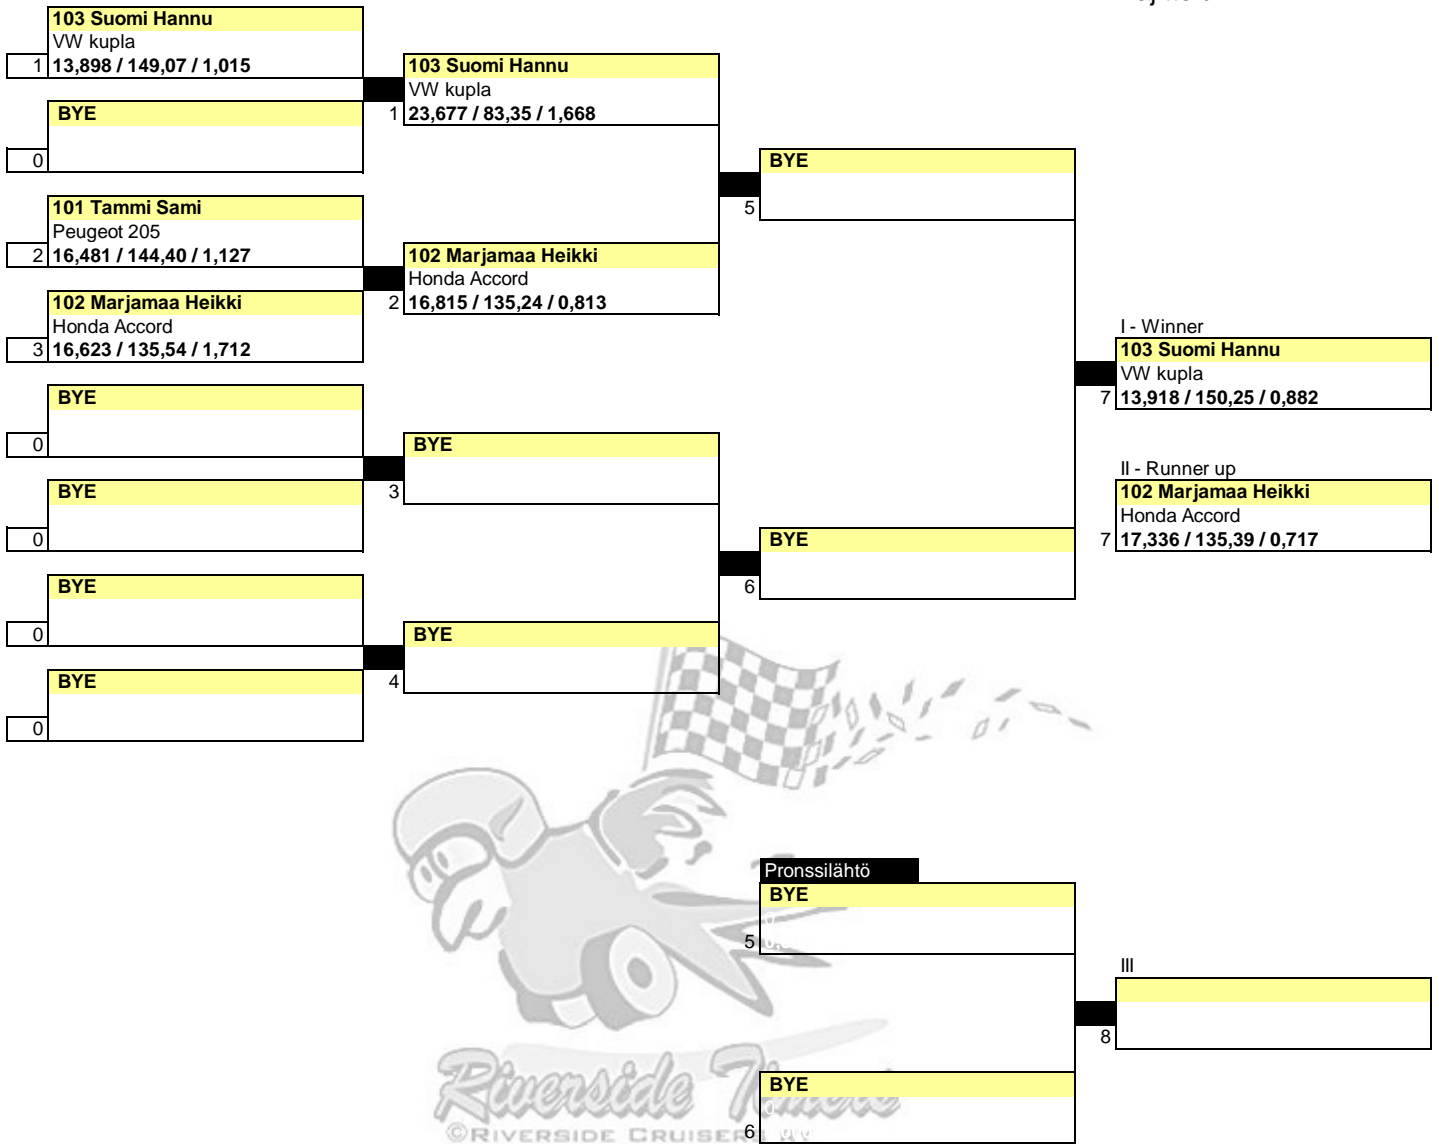 103 Suomi Hannu
VW kupla
1 13,898 / 149,07 / 1,015
BYE
0
101 Tammi Sami
Peugeot 205
2 16,481 / 144,40 / 1,127
102 Marjamaa Heikki
Honda Accord
3 16,623 / 135,54 / 1,712
BYE
0
BYE
0
BYE
0
BYE
0
103 Suomi Hannu
VW kupla
1 23,677 / 83,35 / 1,668
102 Marjamaa Heikki
Honda Accord
2 16,815 / 135,24 / 0,813
BYE
3
BYE
4
BYE
5
BYE
6
I - Winner
103 Suomi Hannu
VW kupla
7 13,918 / 150,25 / 0,882
II - Runner up
102 Marjamaa Heikki
Honda Accord
7 17,336 / 135,39 / 0,717
Pronssilähtö
BYE
0
5
BYE
0
6
III
8
Riverside
©RIVERSIDE CRUISERS